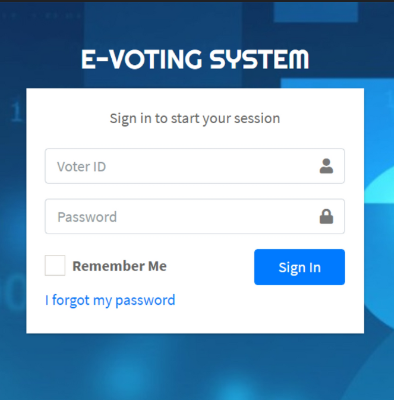 E-VOTING SYSTEM
Sign in to start your session
Voter ID
Password
Remember Me
Sign In
I forgot my password